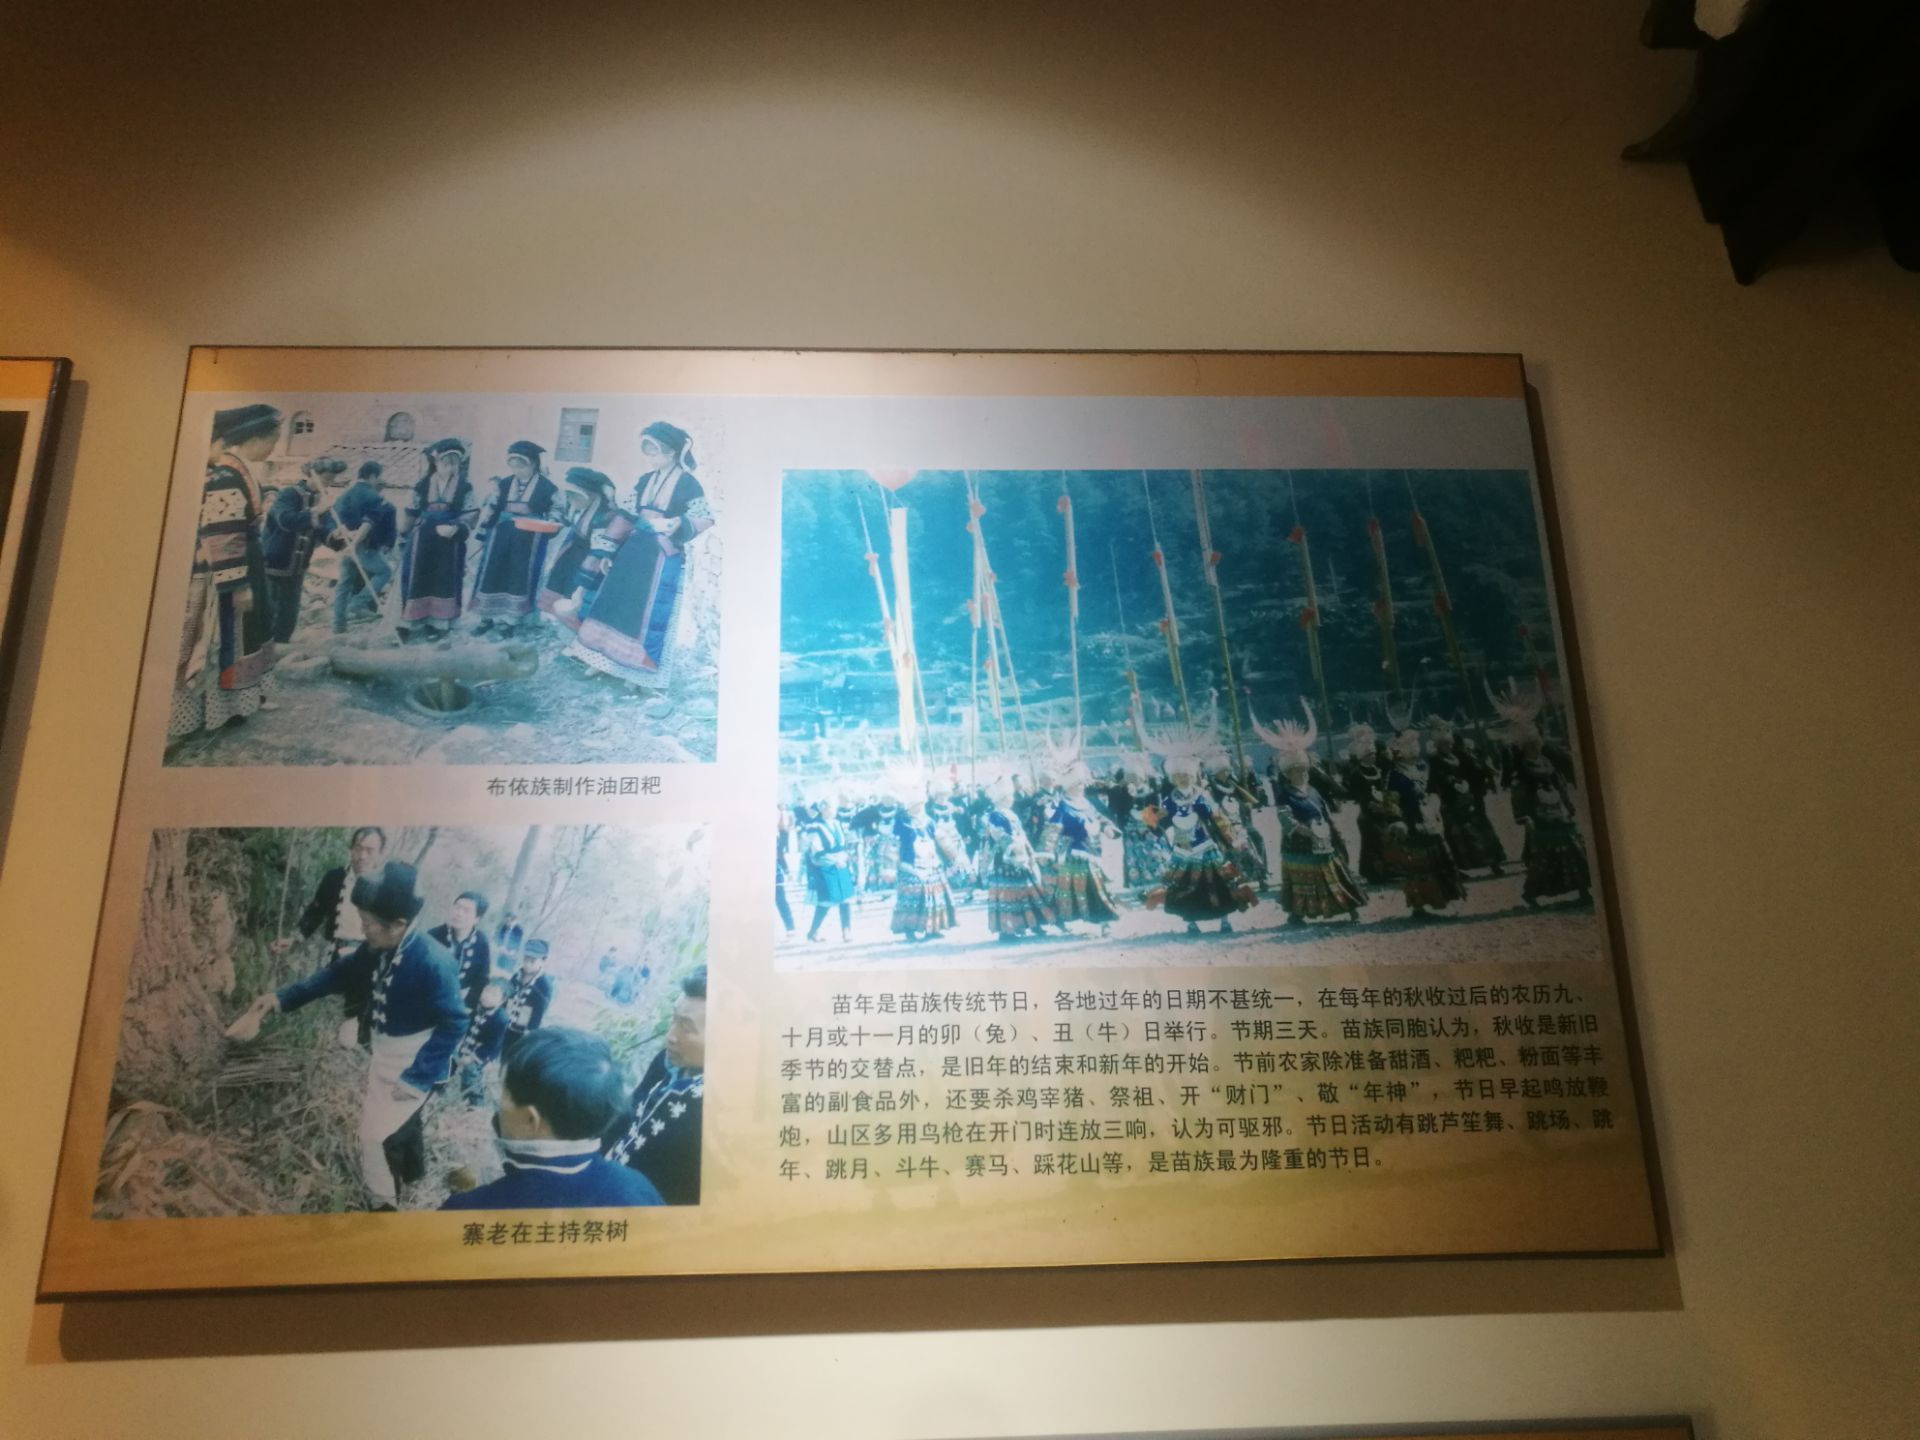 布依族制作油团粑
寨老在主持祭树
苗年是苗族传统节日，各地过年的日期不甚统一，在每年的秋收过后的农历九、
十月或十一月的卯（兔）、丑（牛）日举行。节期三天。苗族同胞认为，秋收是新旧
季节的交替点，是旧年的结束和新年的开始。节前农家除准备甜酒、粑粑、粉面等丰
富的副食品外，还要杀鸡宰猪、祭祖、开“财门”、敬“年神”，节日早起鸣放鞭
炮，山区多用鸟枪在开门时连放三响，认为可驱邪。节日活动有跳芦笙舞、跳场、跳
年、跳月、斗牛、赛马、踩花山等，是苗族最为隆重的节日。